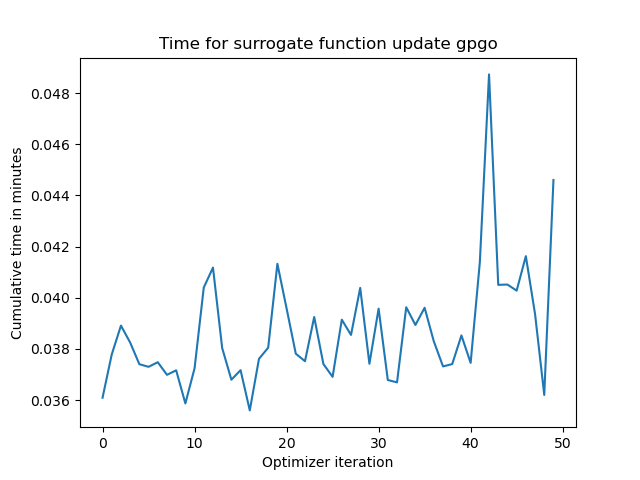 Time for surrogate function update gpgo
0.048
0.046
0.044
0.042
0.040
0.038
0.036
Cumulative time in minutes
0 10 20 30 40 50
Optimizer iteration